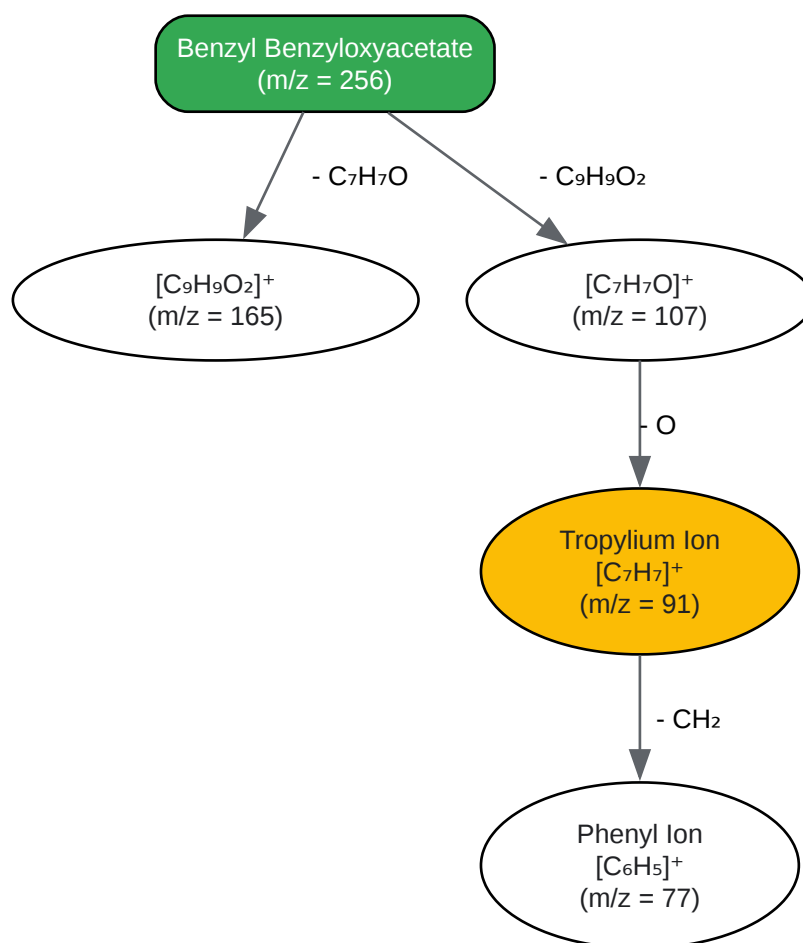 Benzyl Benzyloxyacetate
(m/z = 256)
- C₇H₇O
- C₉H₉O₂
[C₉H₉O₂]⁺
(m/z = 165)
[C₇H₇O]⁺
(m/z = 107)
- O
Tropylium Ion
[C₇H₇]⁺
(m/z = 91)
- CH₂
Phenyl Ion
[C₆H₅]⁺
(m/z = 77)